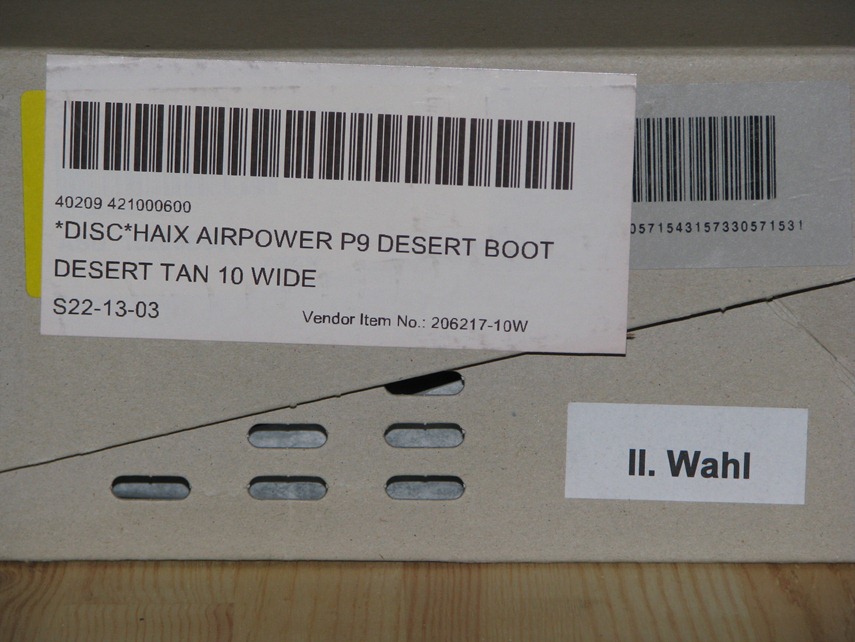 40209 421000600
*DISC*HAIX AIRPOWER P9 DESERT BOOT
DESERT TAN 10 WIDE
S22-13-03
Vendor Item No.: 206217-10W
0571543157330571531
II. Wahl